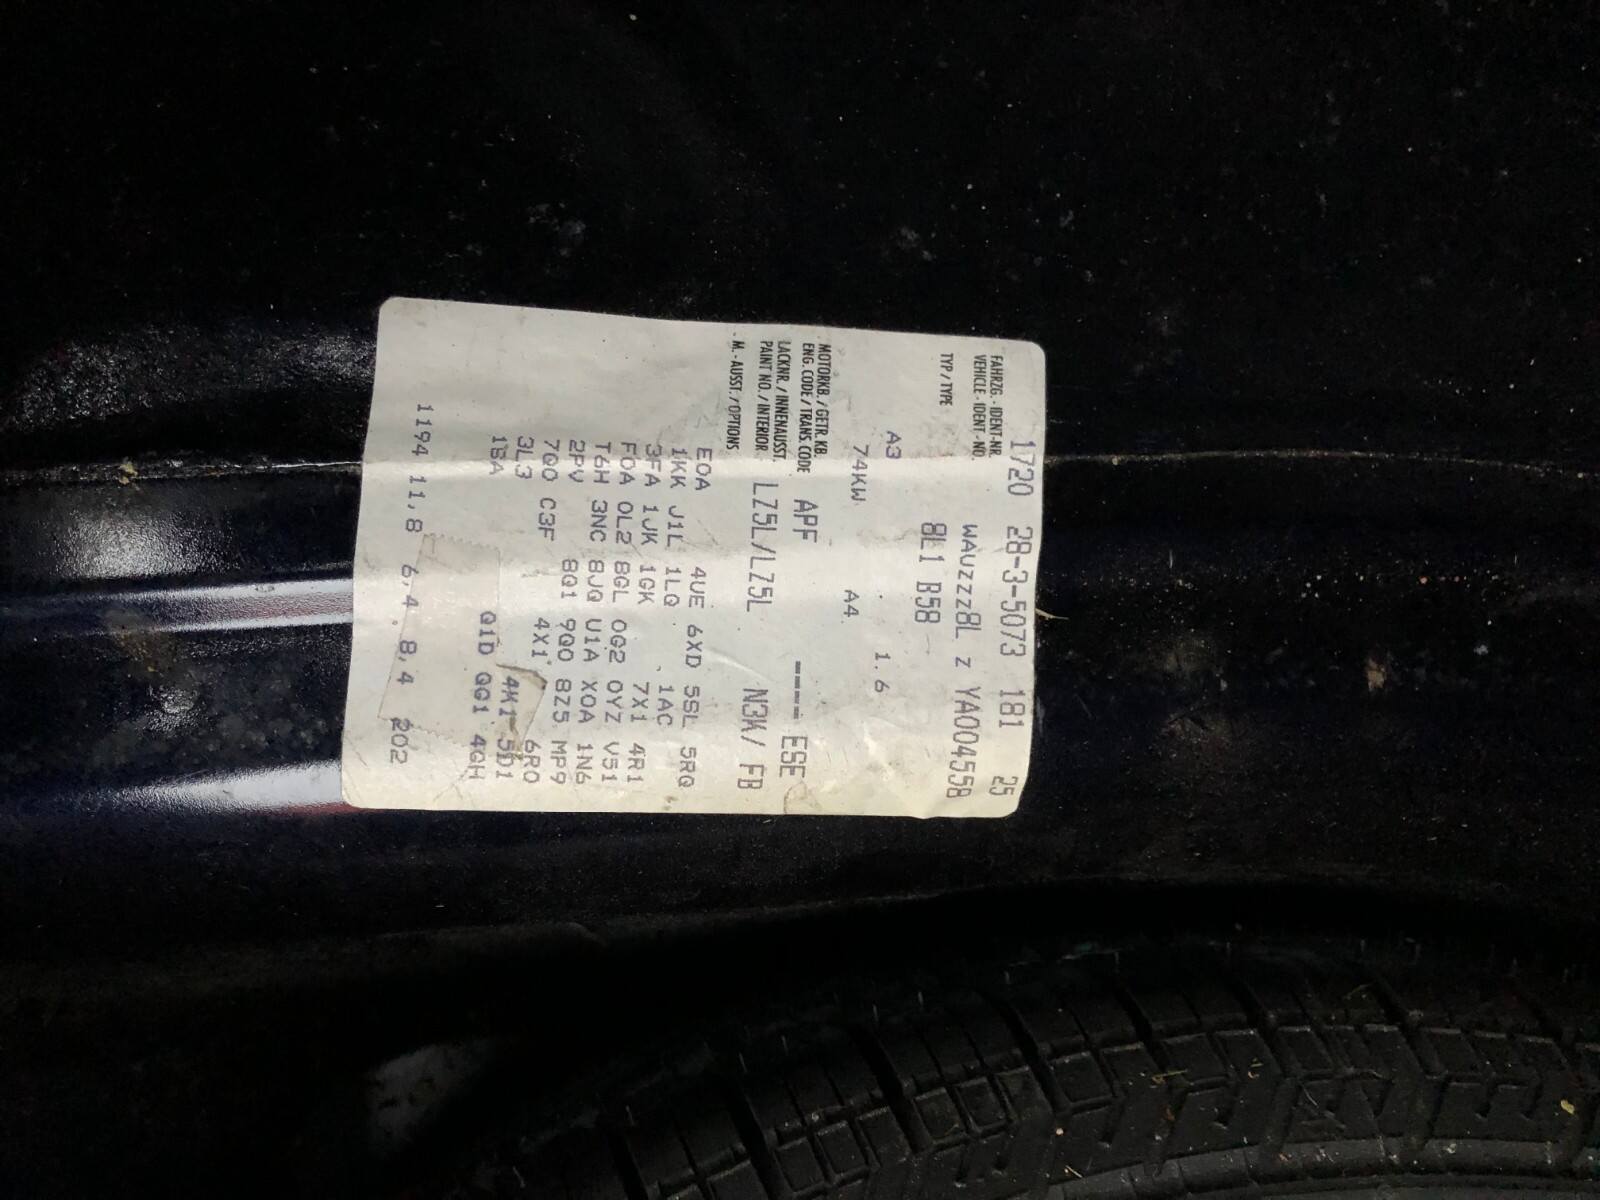 1720 28-3-5073 181 25
FAHRZG.-IDENT-NR.
VEHICLE-IDENT-NO.
WAUZZZ8L Z YA004558
TYP/TYPE 8L1 B58
A3 1.6
74KW A4
MOTORKB./GETR.KB.
ENG.CODE/TRANS.CODE APF ----. ESE
LACKNR./INNENAUSST.
PAINT NO./INTERIOR LZ5L/LZ5L N3K/ FB
M.-AUSST./OPTIONS
E0A 4UE 6XD 5SL 5RQ
1KK J1L 1LQ 1AC
3FA 1JK 1GK 7X1 4R1
F0A 0L2 8GL 0G2 0YZ V51
T6H 3NC 8JQ U1A X0A 1N6
2PV 8Q1 9Q0 8Z5 MP9
7Q0 C3F 4X1 6R0
3L3 4K1 5D1
Q1D QG1 4GH
1194 11,8 6,4 8,4 202